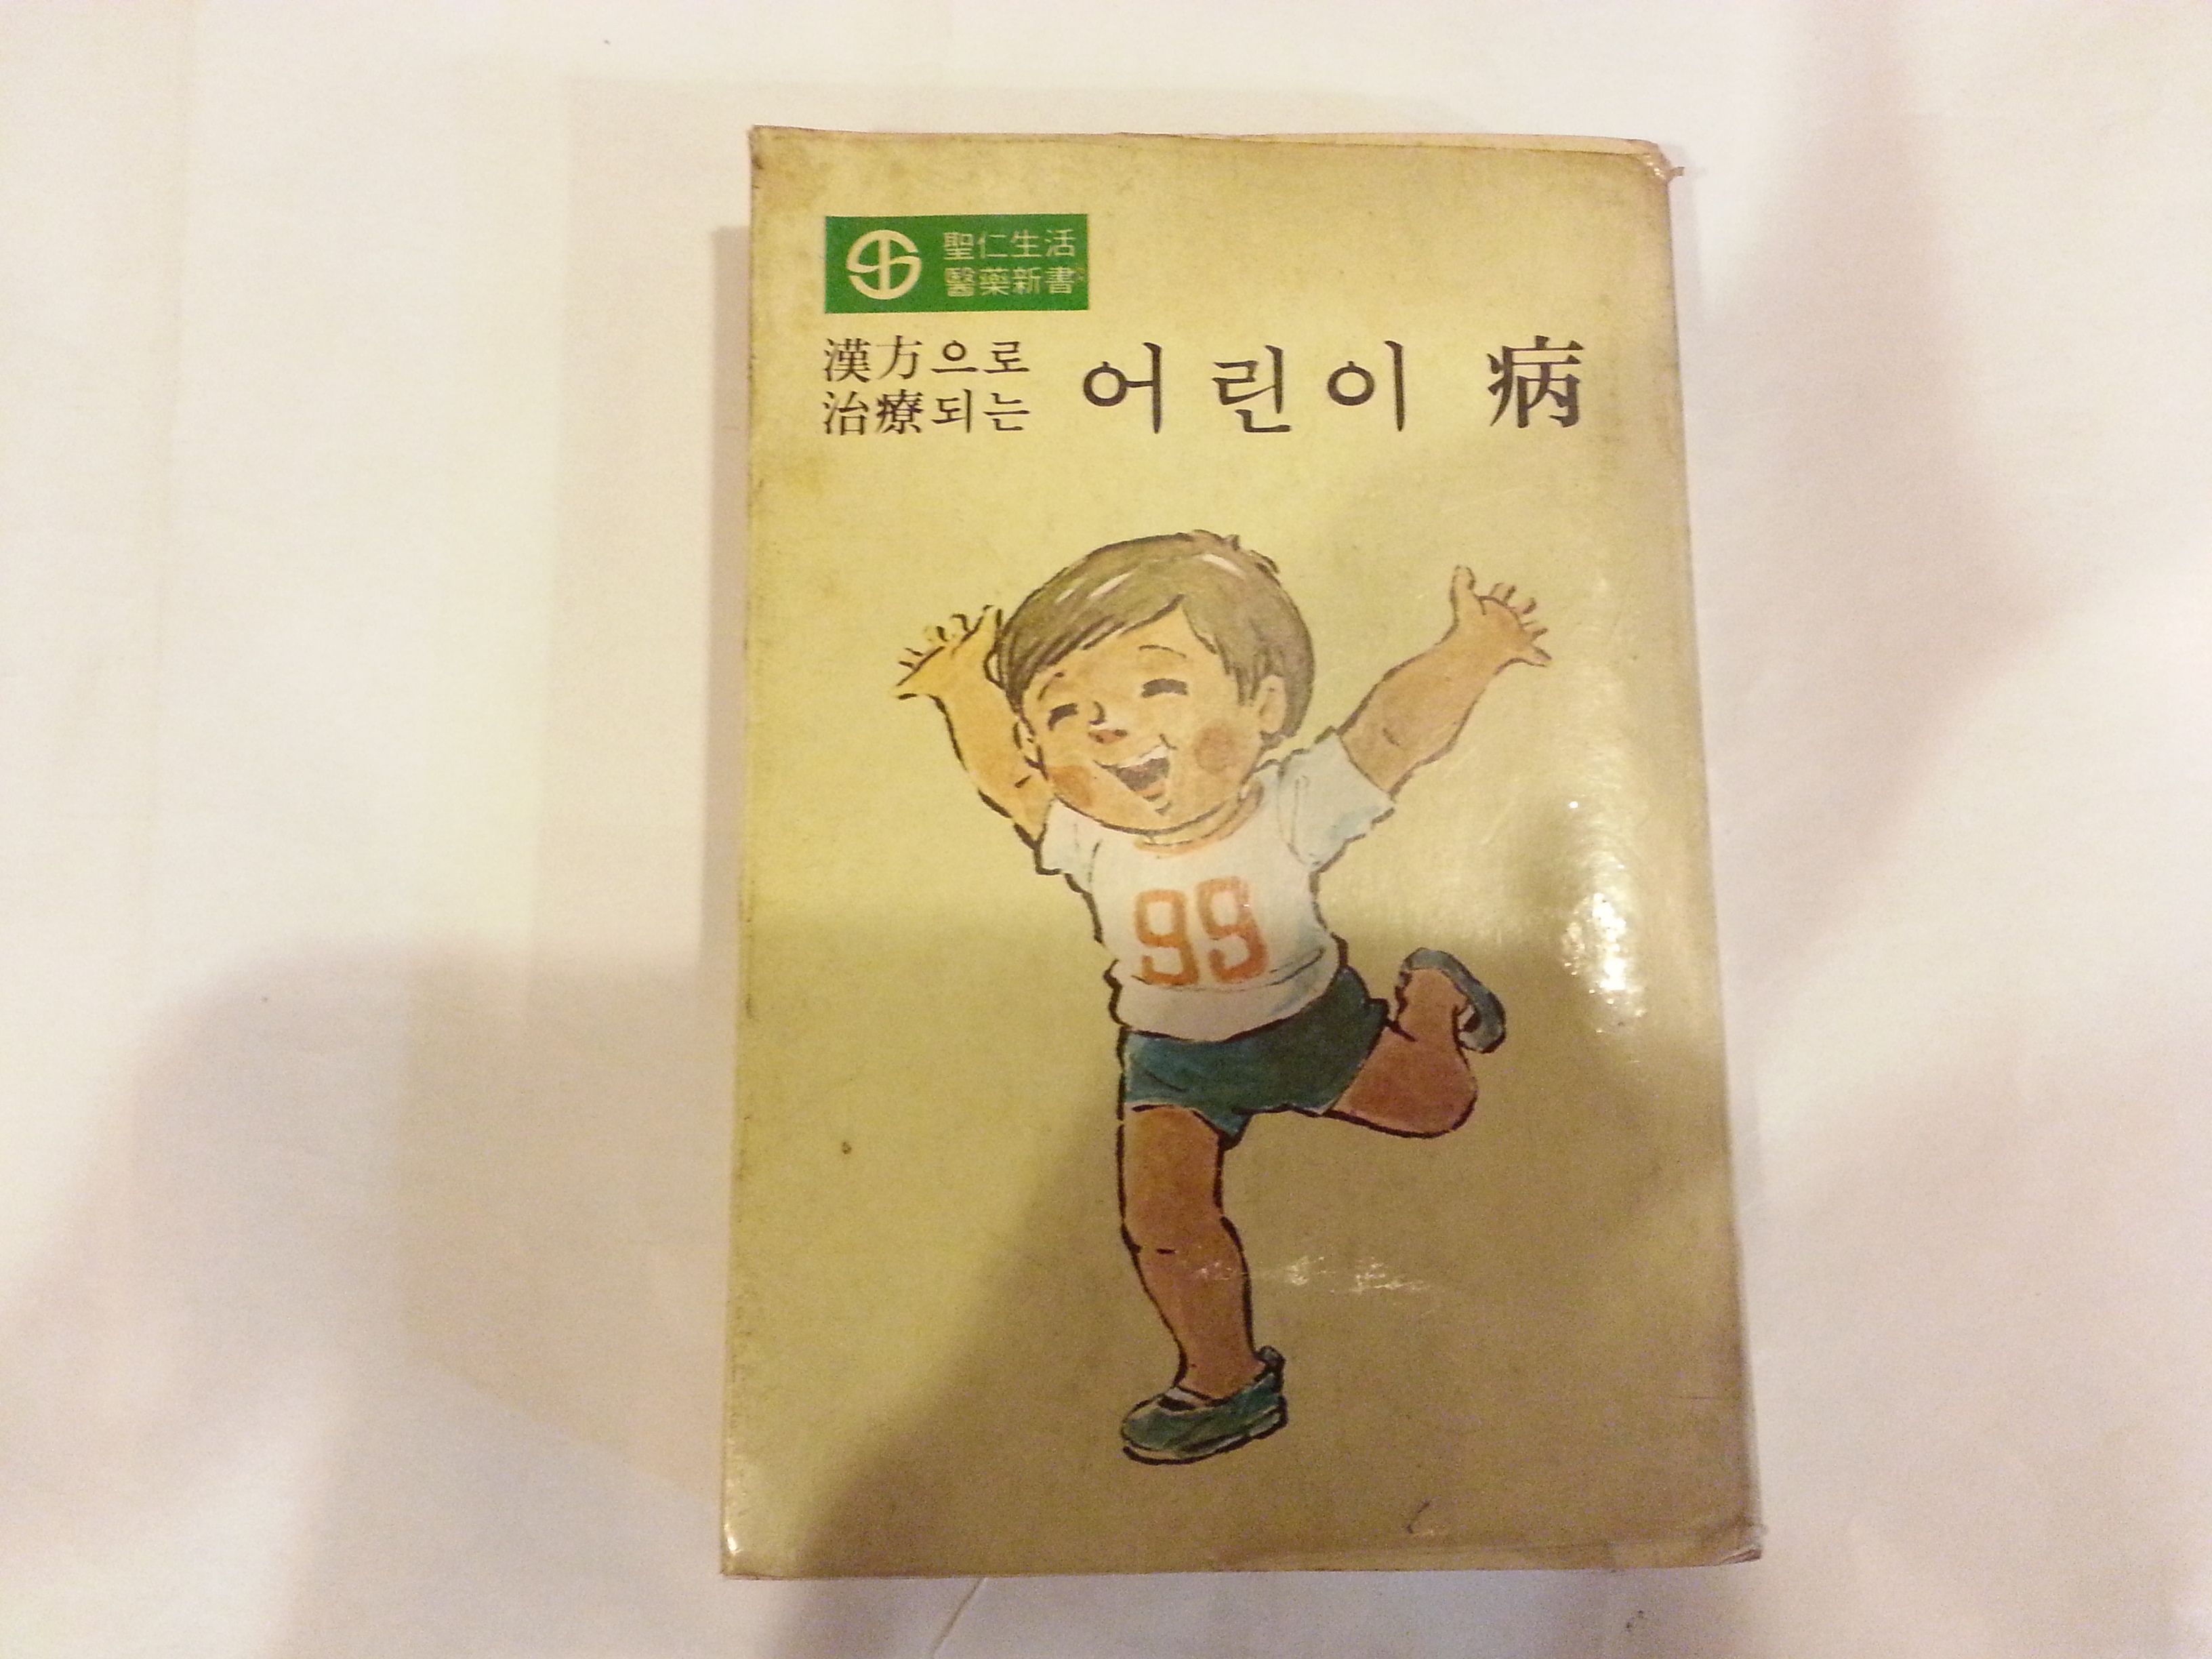 聖仁生活
醫藥新書
漢方으로
治療되는
어린이 病
99